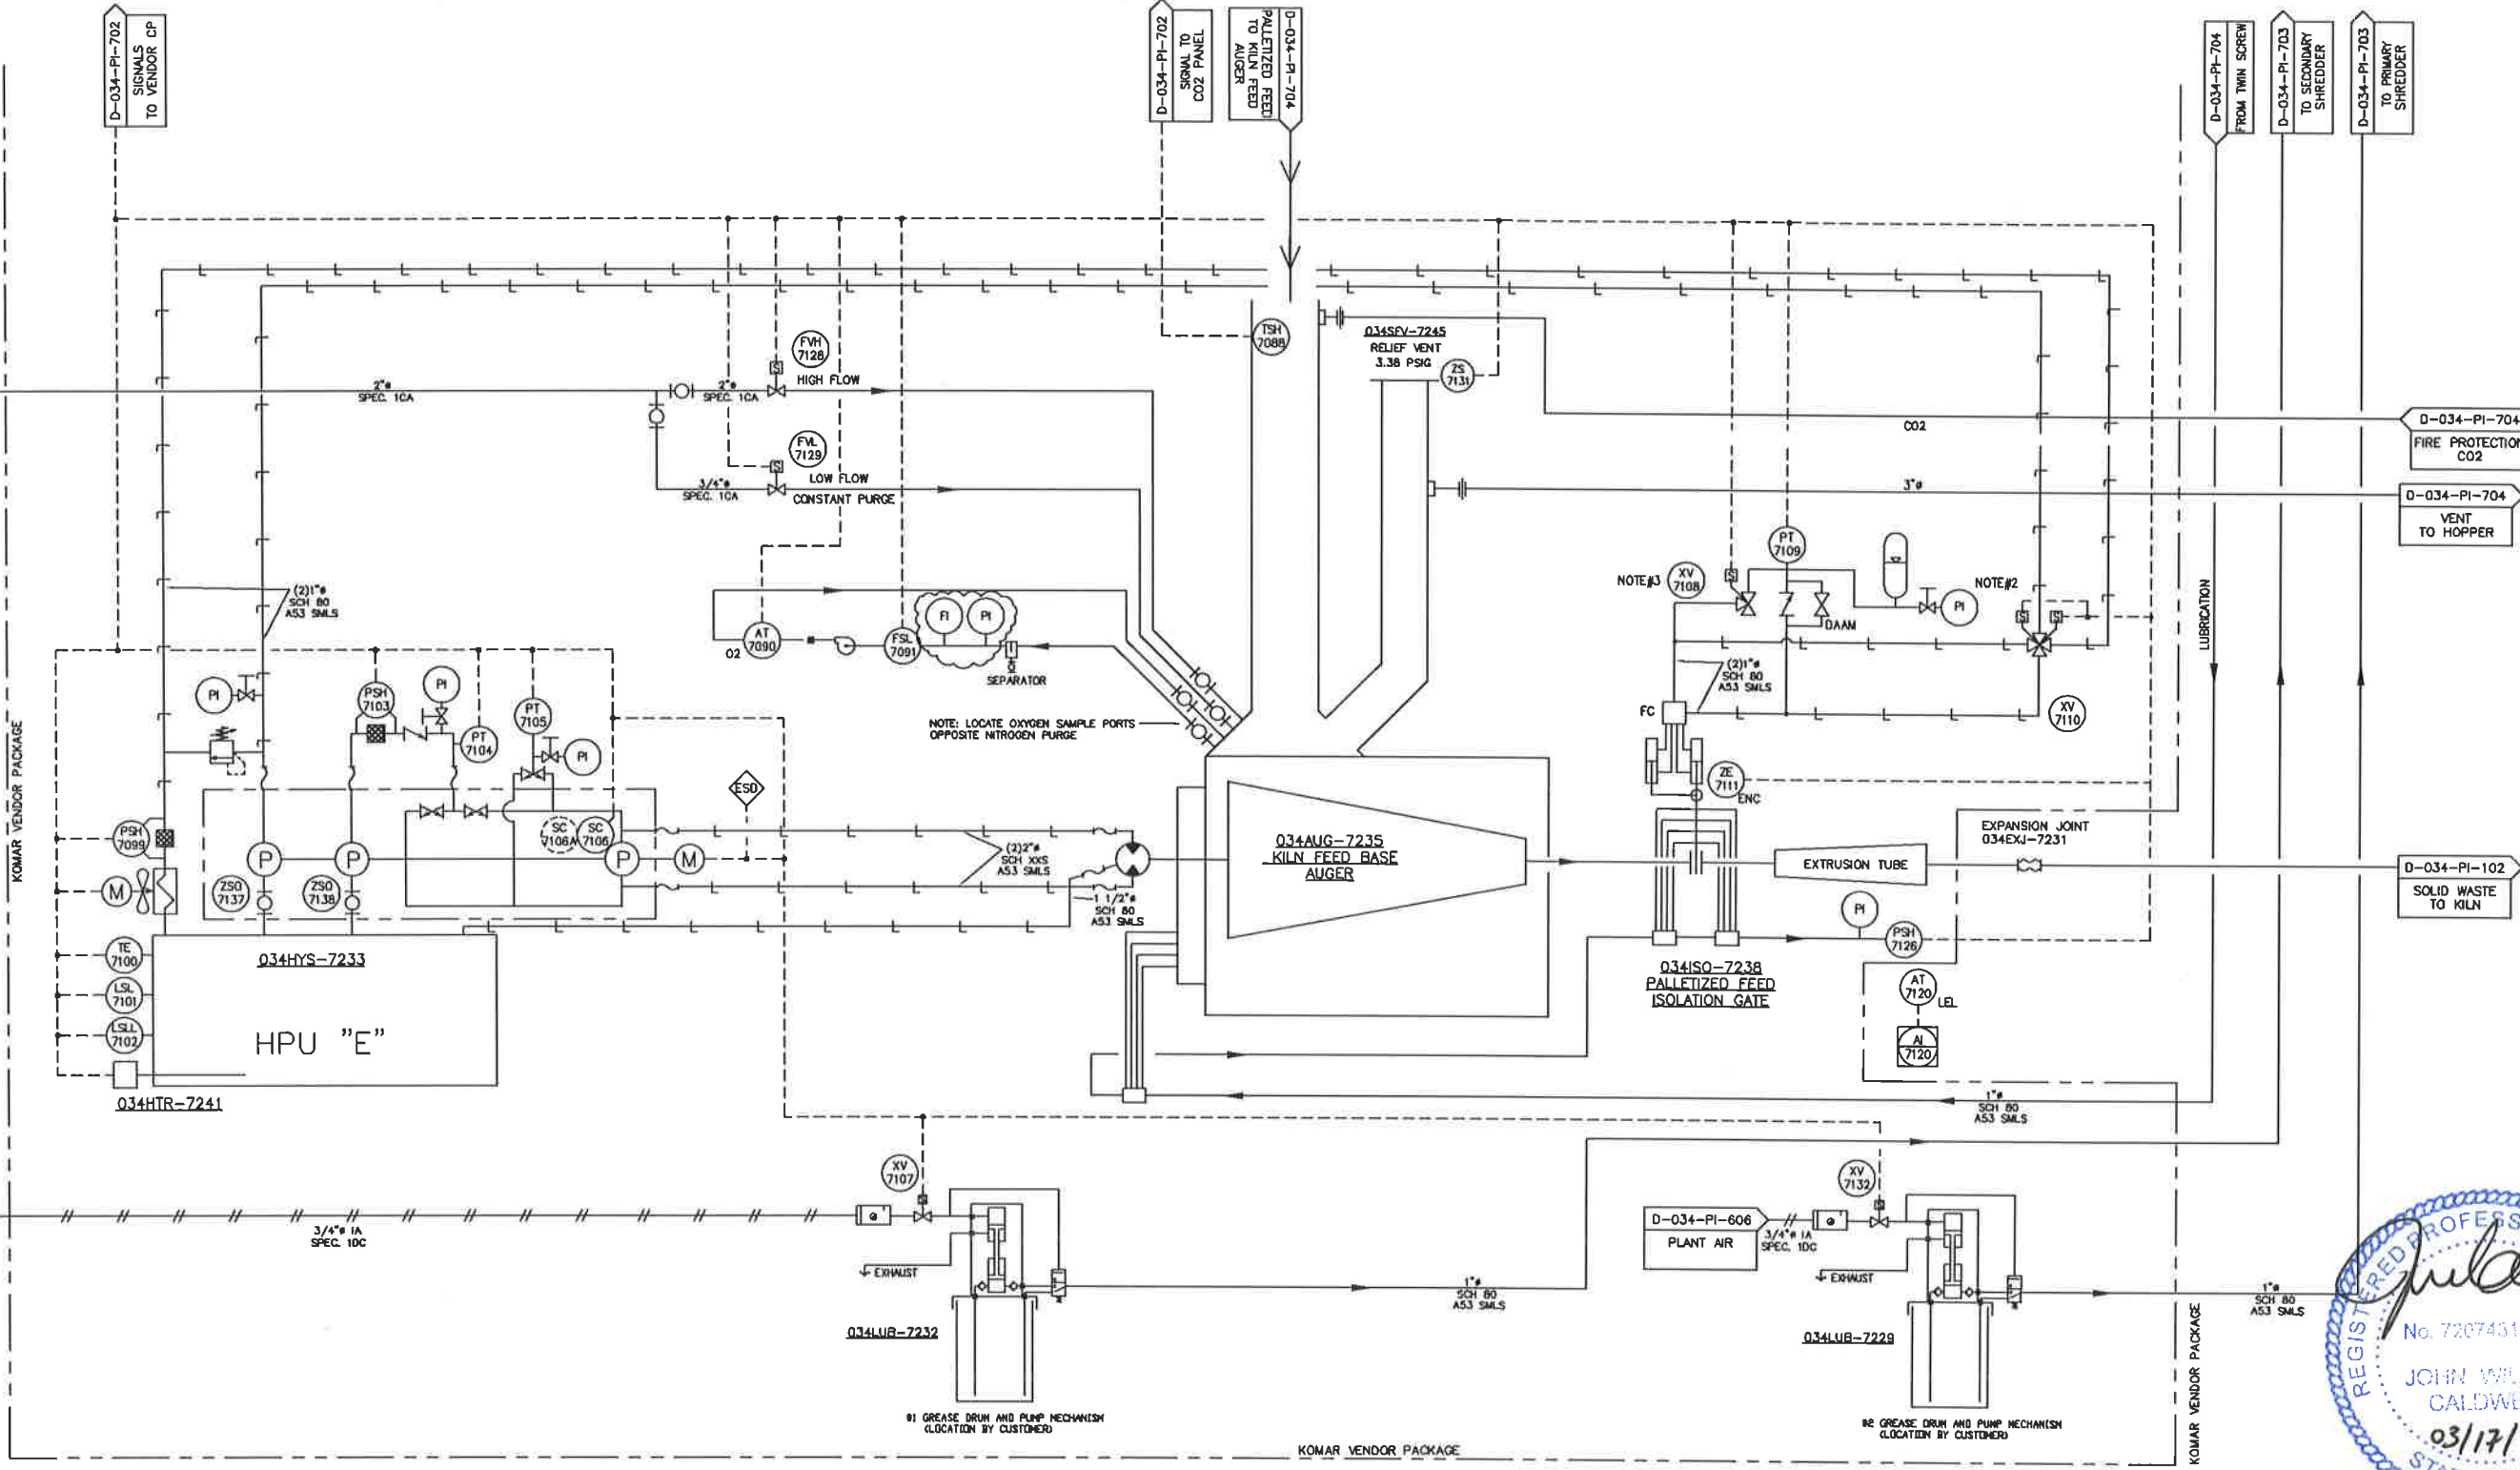 D-034-PI-702
SIGNALS
TO VENDOR CP
D-034-PI-702
SIGNAL TO
CO2 PANEL
D-034-PI-704
PALLETIZED FEED
TO KILN FEED
AUGER
D-034-PI-704
FROM TWIN SCREW
D-034-PI-703
TO SECONDARY
SHREDDER
D-034-PI-703
TO PRIMARY
SHREDDER
TSH
7088
034SFV-7245
RELIEF VENT
3.38 PSIG
ZS
7131
FVH
7128
S
HIGH FLOW
2"ø
SPEC. 1CA
2"ø
SPEC. 1CA
FVL
7129
S
LOW FLOW
3/4"ø
SPEC. 1CA
CONSTANT PURGE
CO2
D-034-PI-704
FIRE PROTECTION
CO2
3"ø
D-034-PI-704
VENT
TO HOPPER
(2)1"ø
SCH 80
A53 SMLS
O2
AT
7090
FSL
7091
FI
PI
SEPARATOR
NOTE: LOCATE OXYGEN SAMPLE PORTS
OPPOSITE NITROGEN PURGE
NOTE#3
XV
7108
S
PT
7109
DAAM
PI
NOTE#2
S
S
XV
7110
(2)1"ø
SCH 80
A53 SMLS
FC
ZE
7111
ENC
LUBRICATION
KOMAR VENDOR PACKAGE
PI
PSH
7103
PI
PT
7104
PT
7105
PI
ESD
PSH
7099
M
ZSO
7137
P
ZSO
7138
P
SC
7106A
SC
7106
P
M
(2)2"ø
SCH XXS
A53 SMLS
1 1/2"ø
SCH 80
A53 SMLS
034AUG-7235
KILN FEED BASE
AUGER
EXTRUSION TUBE
EXPANSION JOINT
034EXJ-7231
D-034-PI-102
SOLID WASTE
TO KILN
PI
PSH
7126
034ISO-7238
PALLETIZED FEED
ISOLATION GATE
AT
7120
LEL
AI
7120
TE
7100
LSL
7101
LSLL
7102
034HYS-7233
HPU "E"
034HTR-7241
1"ø
SCH 80
A53 SMLS
XV
7107
3/4"ø IA
SPEC. 1DC
EXHAUST
034LUB-7232
1"ø
SCH 80
A53 SMLS
#1 GREASE DRUM AND PUMP MECHANISM
(LOCATION BY CUSTOMER)
D-034-PI-606
PLANT AIR
3/4"ø IA
SPEC. 1DC
XV
7132
EXHAUST
034LUB-7229
1"ø
SCH 80
A53 SMLS
#2 GREASE DRUM AND PUMP MECHANISM
(LOCATION BY CUSTOMER)
KOMAR VENDOR PACKAGE
KOMAR VENDOR PACKAGE
REGISTERED PROFESS
No. 7207431
JOHN WIL
CALDWE
03/17/
STA